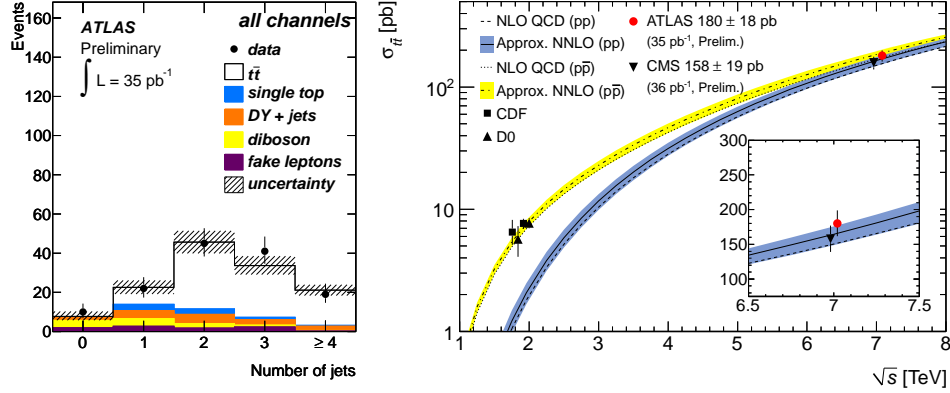 Events
160
140
120
100
80
60
40
20
0
ATLAS
Preliminary
∫ L = 35 pb⁻¹
all channels
data
tt̄
single top
DY + jets
diboson
fake leptons
uncertainty
0 1 2 3 ≥ 4
Number of jets
σtt̄ [pb]
10²
10
1
NLO QCD (pp)
Approx. NNLO (pp)
NLO QCD (pp̄)
Approx. NNLO (pp̄)
CDF
D0
ATLAS 180 ± 18 pb
(35 pb⁻¹, Prelim.)
CMS 158 ± 19 pb
(36 pb⁻¹, Prelim.)
300
250
200
150
100
6.5 7 7.5
1 2 3 4 5 6 7 8
√s [TeV]